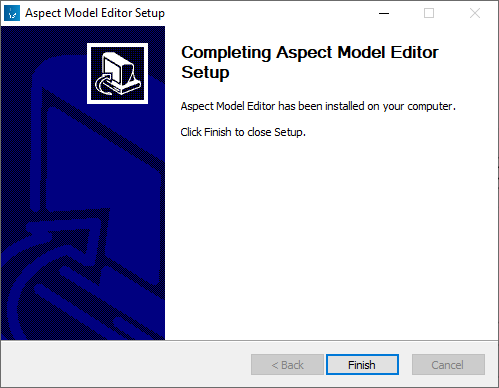 Aspect Model Editor Setup
Completing Aspect Model Editor
Setup
Aspect Model Editor has been installed on your computer.
Click Finish to close Setup.
< Back
Finish
Cancel